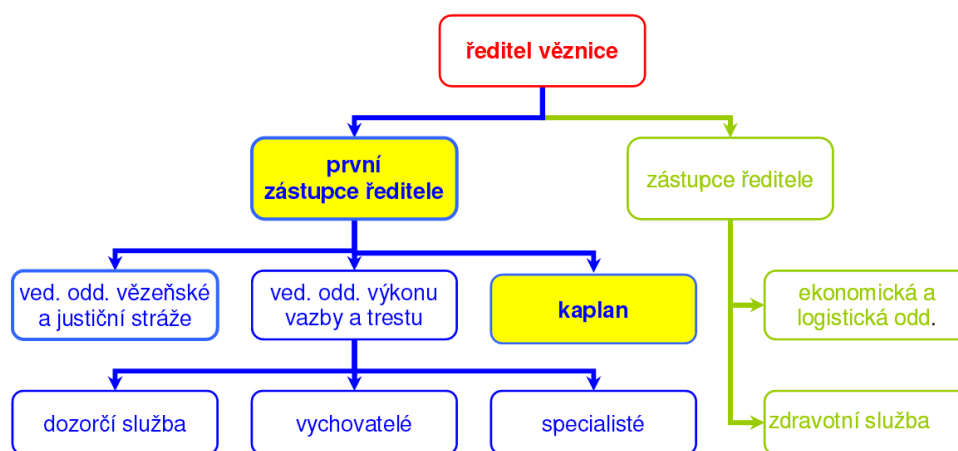 ředitel věznice
první
zástupce ředitele
zástupce ředitele
ved. odd. vězeňské
a justiční stráže
ved. odd. výkonu
vazby a trestu
kaplan
ekonomická a
logistická odd.
dozorčí služba
vychovatelé
specialisté
zdravotní služba